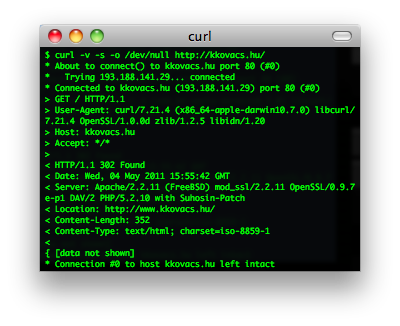 curl
$ curl -v -s -o /dev/null http://kkovacs.hu/
* About to connect() to kkovacs.hu port 80 (#0)
*   Trying 193.188.141.29... connected
* Connected to kkovacs.hu (193.188.141.29) port 80 (#0)
> GET / HTTP/1.1
> User-Agent: curl/7.21.4 (x86_64-apple-darwin10.7.0) libcurl/
7.21.4 OpenSSL/1.0.0d zlib/1.2.5 libidn/1.20
> Host: kkovacs.hu
> Accept: */*
>
< HTTP/1.1 302 Found
< Date: Wed, 04 May 2011 15:55:42 GMT
< Server: Apache/2.2.11 (FreeBSD) mod_ssl/2.2.11 OpenSSL/0.9.7
e-p1 DAV/2 PHP/5.2.10 with Suhosin-Patch
< Location: http://www.kkovacs.hu/
< Content-Length: 352
< Content-Type: text/html; charset=iso-8859-1
<
{ [data not shown]
* Connection #0 to host kkovacs.hu left intact